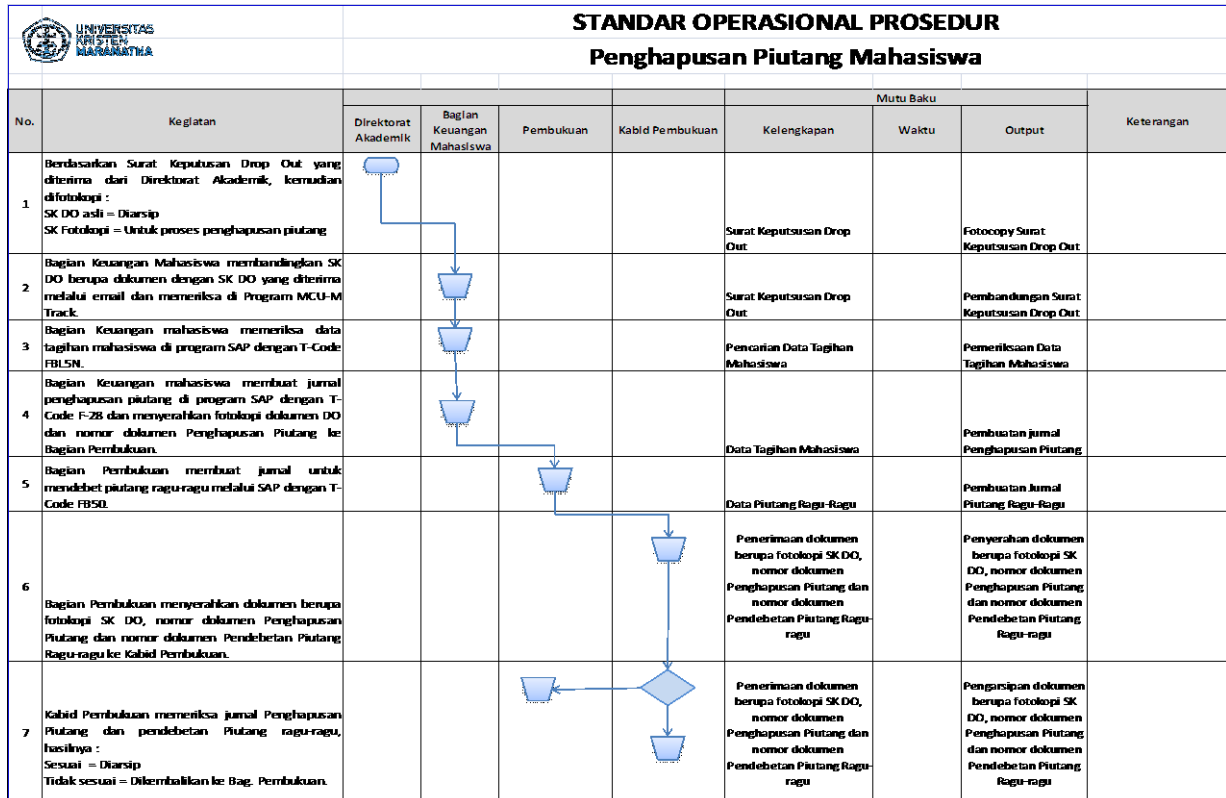 UNIVERSITAS
KRISTEN
MARANATHA
STANDAR OPERASIONAL PROSEDUR
Penghapusan Piutang Mahasiswa
No.
Kegiatan
Direktorat
Akademik
Bagian
Keuangan
Mahasiswa
Pembukuan
Kabid Pembukuan
Mutu Baku
Kelengkapan
Waktu
Output
Keterangan
1
Berdasarkan Surat Keputusan Drop Out yang
diterima dari Direktorat Akademik, kemudian
difotokopi :
SK DO asli = Diarsip
SK Fotokopi = Untuk proses penghapusan piutang
Surat Keputsusan Drop
Out
Fotocopy Surat
Keputsusan Drop Out
2
Bagian Keuangan Mahasiswa membandingkan SK
DO berupa dokumen dengan SK DO yang diterima
melalui email dan memeriksa di Program MCU-M
Track.
Surat Keputsusan Drop
Out
Pembandungan Surat
Keputsusan Drop Out
3
Bagian Keuangan mahasiswa memeriksa data
tagihan mahasiswa di program SAP dengan T-Code
FBL5N.
Pencarian Data Tagihan
Mahasiswa
Pemeriksaan Data
Tagihan Mahasiswa
4
Bagian Keuangan mahasiswa membuat jurnal
penghapusan piutang di program SAP dengan T-
Code F-28 dan menyerahkan fotokopi dokumen DO
dan nomor dokumen Penghapusan Piutang ke
Bagian Pembukuan.
Data Tagihan Mahasiswa
Pembuatan jurnal
Penghapusan Piutang
5
Bagian Pembukuan membuat jurnal untuk
mendebet piutang ragu-ragu melalui SAP dengan T-
Code FB50.
Data Piutang Ragu-Ragu
Pembuatan Jurnal
Piutang Ragu-Ragu
6
Bagian Pembukuan menyerahkan dokumen berupa
fotokopi SK DO, nomor dokumen Penghapusan
Piutang dan nomor dokumen Pendebetan Piutang
Ragu-ragu ke Kabid Pembukuan.
Penerimaan dokumen
berupa fotokopi SK DO,
nomor dokumen
Penghapusan Piutang dan
nomor dokumen
Pendebetan Piutang Ragu-
ragu
Penyerahan dokumen
berupa fotokopi SK
DO, nomor dokumen
Penghapusan Piutang
dan nomor dokumen
Pendebetan Piutang
Ragu-ragu
7
Kabid Pembukuan memeriksa jurnal Penghapusan
Piutang dan pendebetan Piutang ragu-ragu,
hasilnya :
Sesuai = Diarsip
Tidak sesuai = Dikembalikan ke Bag. Pembukuan.
Penerimaan dokumen
berupa fotokopi SK DO,
nomor dokumen
Penghapusan Piutang dan
nomor dokumen
Pendebetan Piutang Ragu-
ragu
Pengarsipan dokumen
berupa fotokopi SK
DO, nomor dokumen
Penghapusan Piutang
dan nomor dokumen
Pendebetan Piutang
Ragu-ragu